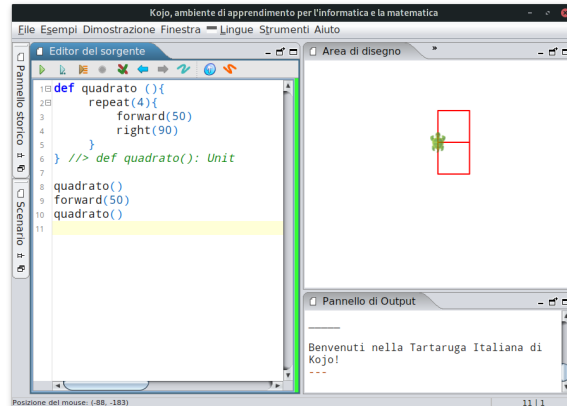 Kojo, ambiente di apprendimento per l'informatica e la matematica
File Esempi Dimostrazione Finestra Lingue Strumenti Aiuto
Pannello storico
Scenario
Editor del sorgente
1 def quadrato (){
2 repeat(4){
3 forward(50)
4 right(90)
5 }
6 } //> def quadrato(): Unit
7
8 quadrato()
9 forward(50)
10 quadrato()
11
Area di disegno »
Pannello di Output
_____
Benvenuti nella Tartaruga Italiana di
Kojo!
---
Posizione del mouse: (-88, -183)
11 | 1